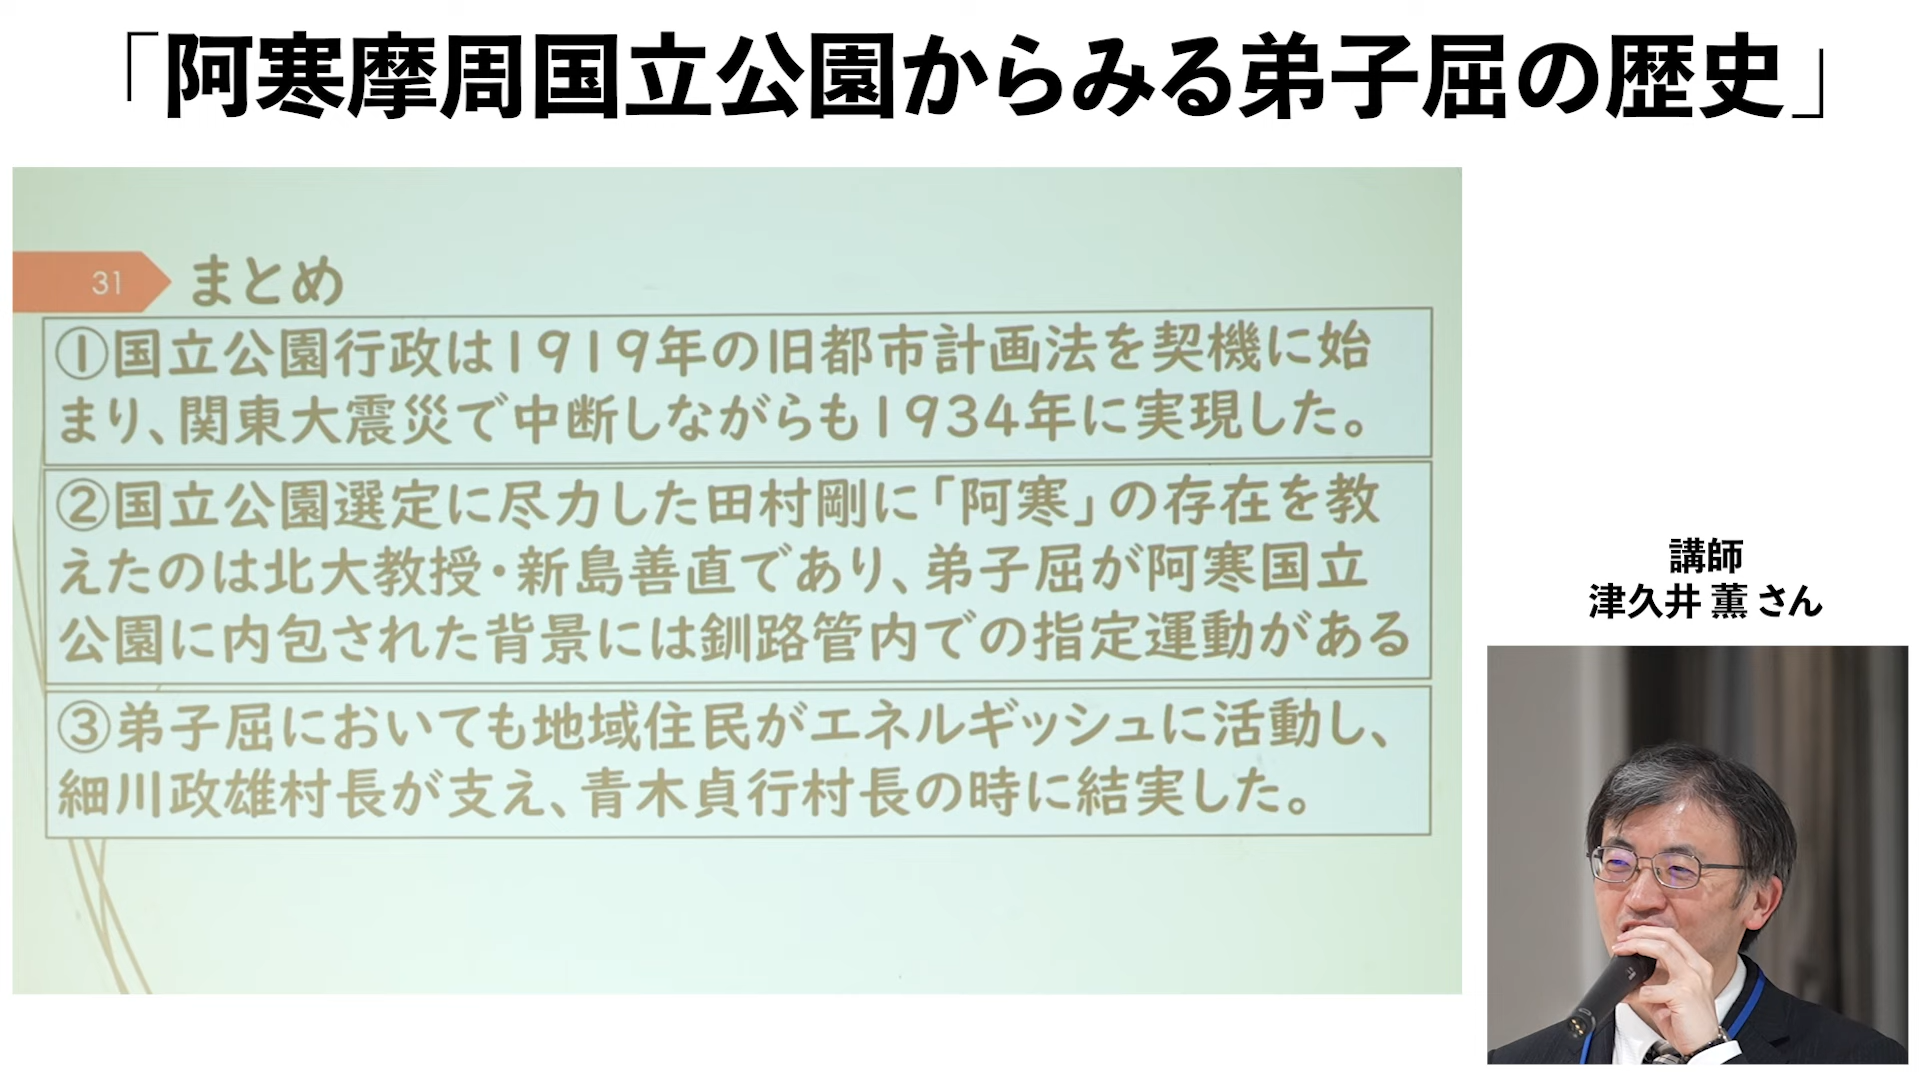 「阿寒摩周国立公園からみる弟子屈の歴史」
31
まとめ
①国立公園行政は1919年の旧都市計画法を契機に始
まり、関東大震災で中断しながらも1934年に実現した。
②国立公園選定に尽力した田村剛に「阿寒」の存在を教
えたのは北大教授・新島善直であり、弟子屈が阿寒国立
公園に内包された背景には釧路管内での指定運動がある
③弟子屈においても地域住民がエネルギッシュに活動し、
細川政雄村長が支え、青木貞行村長の時に結実した。
講師
津久井 薫 さん